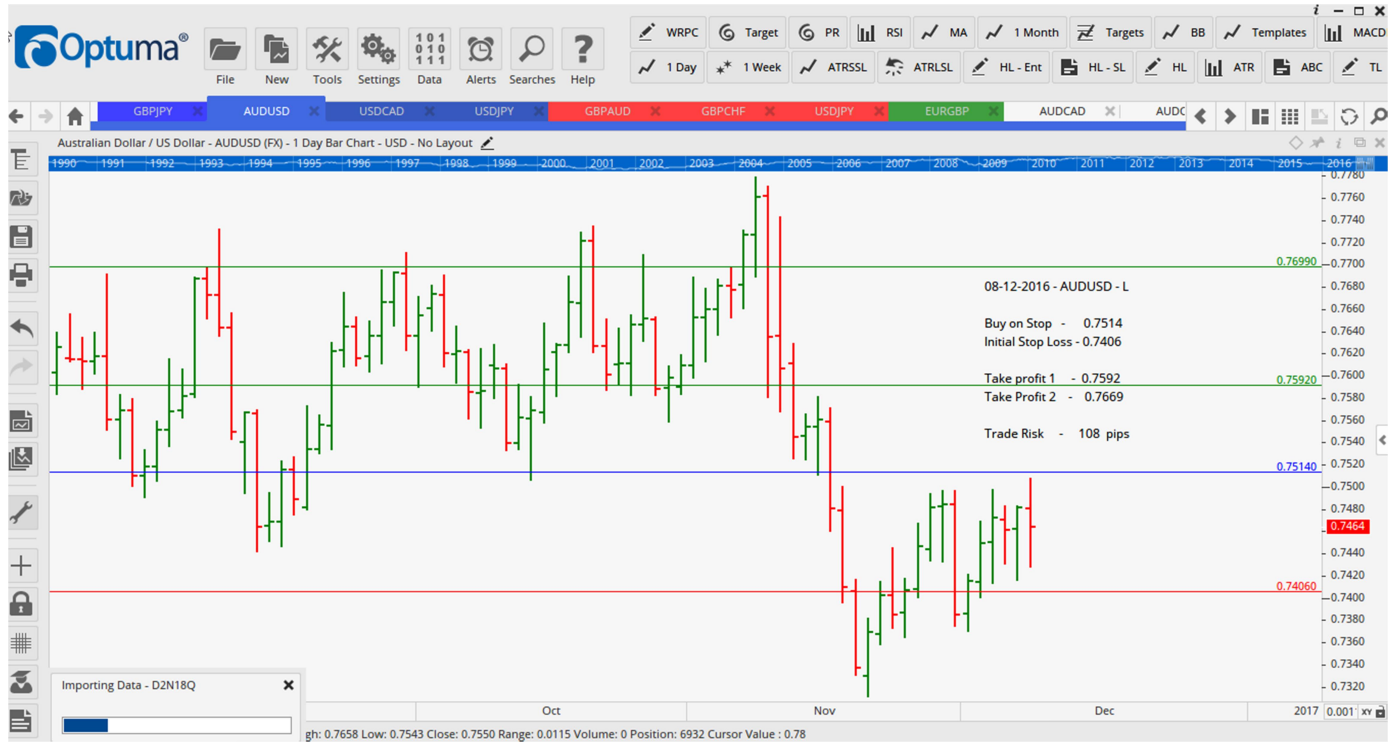 Optuma®
File New Tools Settings Data Alerts Searches Help
101
010
111
WRPC Target PR RSI MA 1 Month Targets BB Templates MACD
1 Day 1 Week ATRSSL ATRLSL HL - Ent HL - SL HL ATR ABC TL
GBPJPY AUDUSD USDCAD USDJPY GBPAUD GBPCHF USDJPY EURGBP AUDCAD AUDC
Australian Dollar / US Dollar - AUDUSD (FX) - 1 Day Bar Chart - USD - No Layout
1990 1991 1992 1993 1994 1995 1996 1997 1998 1999 2000 2001 2002 2003 2004 2005 2006 2007 2008 2009 2010 2011 2012 2013 2014 2015 2016
0.7780
0.7760
0.7740
0.7720
0.76990
0.7700
08-12-2016 - AUDUSD - L
0.7680
0.7660
Buy on Stop - 0.7514
0.7640
Initial Stop Loss - 0.7406
0.7620
0.7600
Take profit 1 - 0.7592
0.75920
0.7580
Take Profit 2 - 0.7669
0.7560
Trade Risk - 108 pips
0.7540
0.75140
0.7520
0.7500
0.7480
0.7464
0.7440
0.7420
0.74060
0.7400
0.7380
0.7360
0.7340
0.7320
Importing Data - D2N18Q
Oct Nov Dec 2017 0.001 XY
gh: 0.7658 Low: 0.7543 Close: 0.7550 Range: 0.0115 Volume: 0 Position: 6932 Cursor Value : 0.78